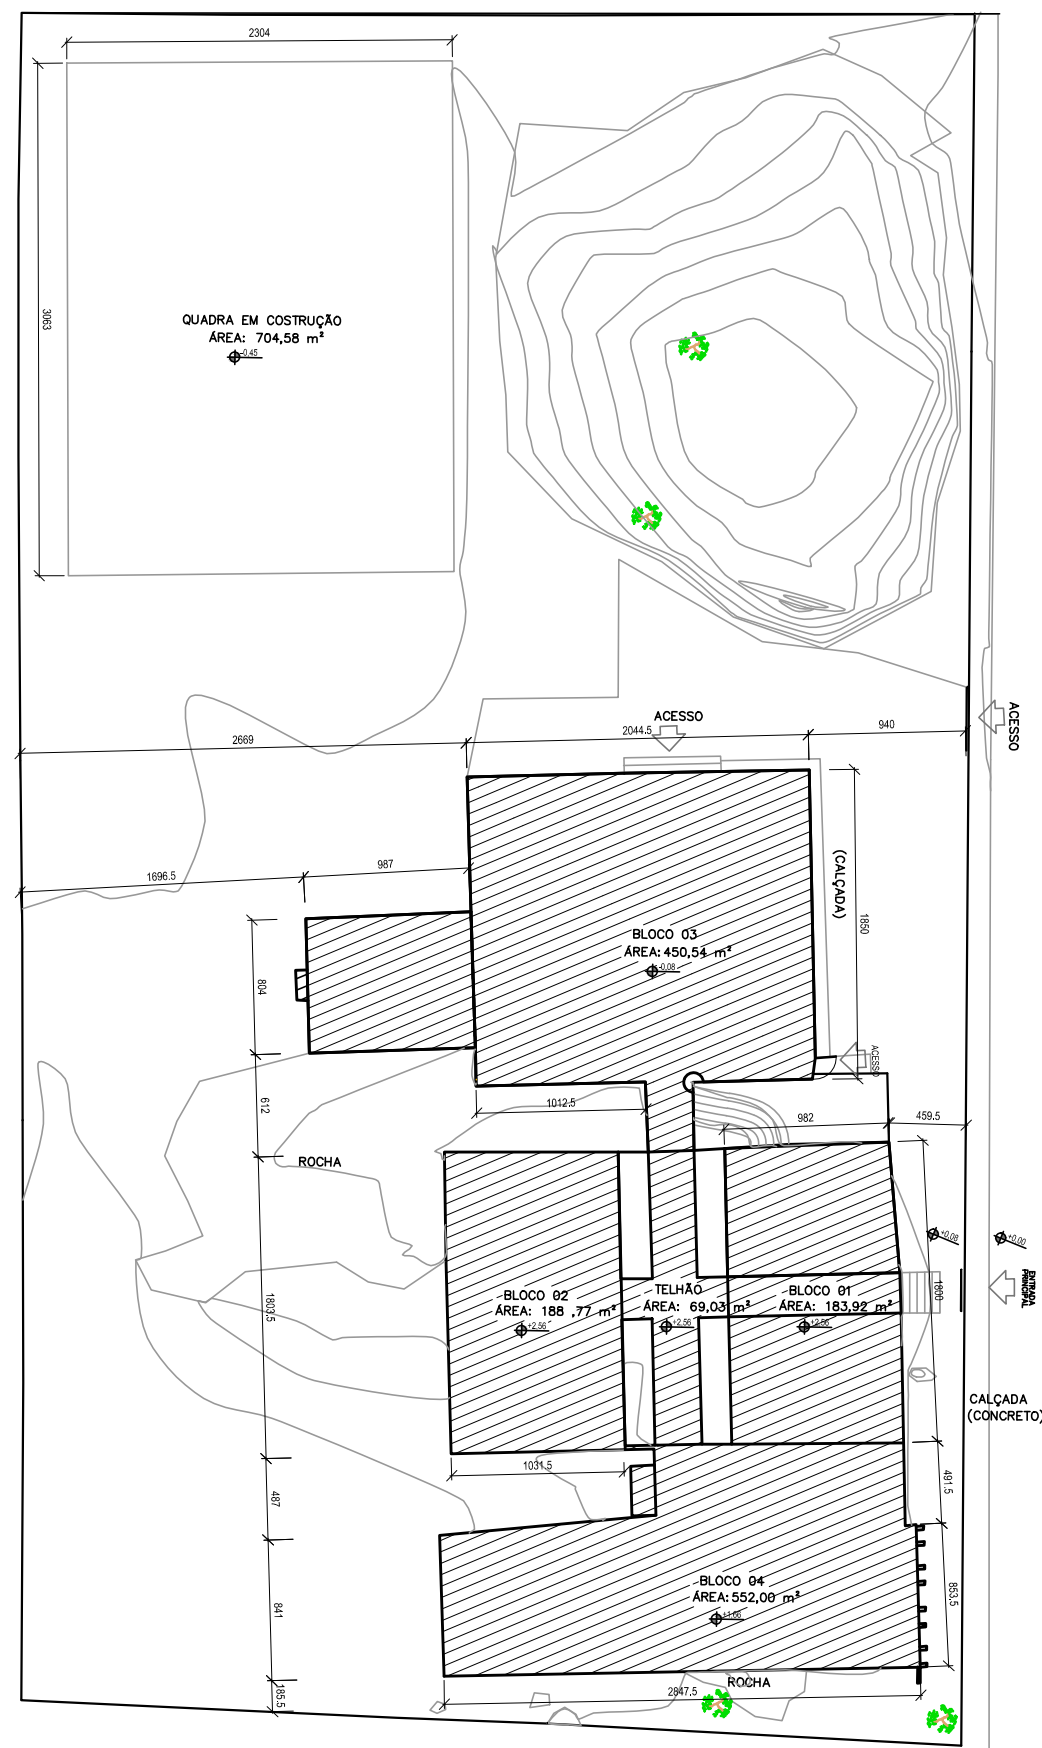 2304
3063
QUADRA EM COSTRUÇÃO
ÁREA: 704,58 m²
-0.45
ACESSO
ACESSO
2669
2044.5
940
1696.5
987
(CALÇADA)
1850
BLOCO 03
ÁREA: 450,54 m²
-0.08
804
612
ACESSO
1012.5
982
459.5
ROCHA
+0.08
+0.00
ENTRADA
PRINCIPAL
1800
1803.5
BLOCO 02
ÁREA: 188 ,77 m²
+2.56
TELHÃO
ÁREA: 69,03 m²
+2.56
BLOCO 01
ÁREA: 183,92 m²
+2.56
CALÇADA
(CONCRETO)
1031.5
491.5
487
BLOCO 04
ÁREA: 552,00 m²
+1.66
853.5
841
185.5
ROCHA
2847.5